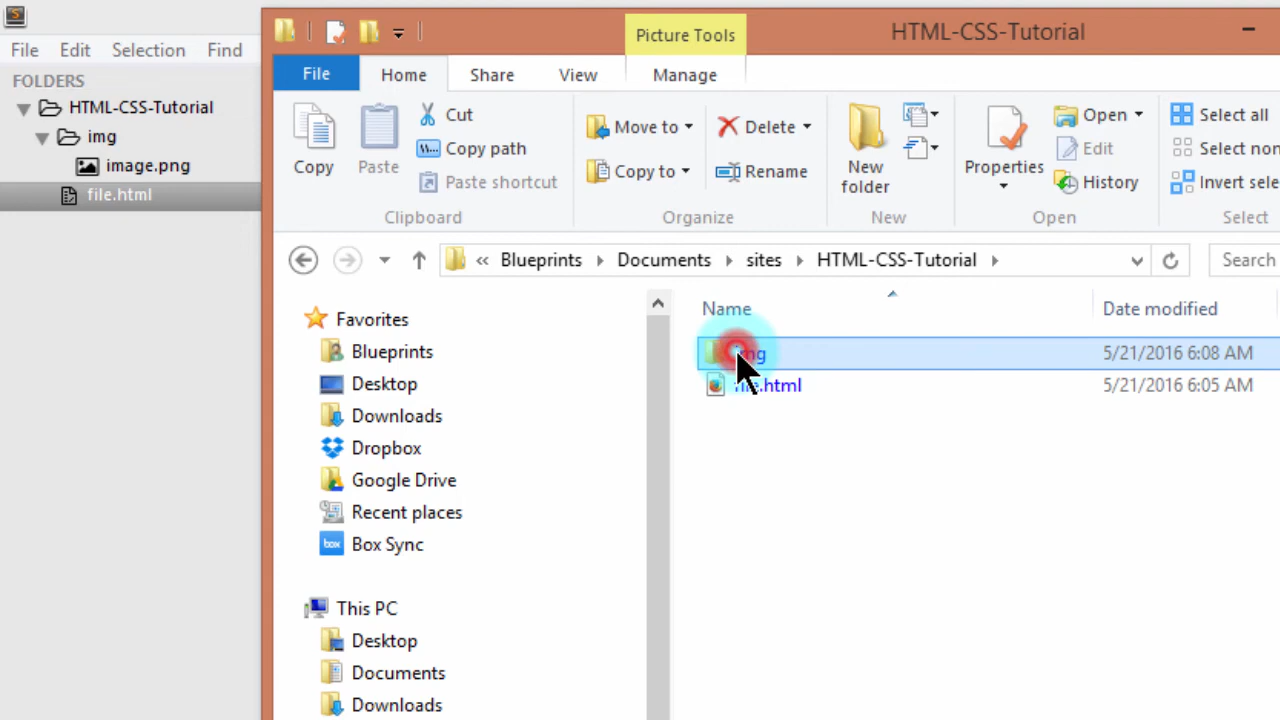 File Edit Selection Find
FOLDERS
HTML-CSS-Tutorial
img
image.png
file.html
Picture Tools
HTML-CSS-Tutorial
File Home Share View Manage
Copy
Paste
Cut
Copy path
Paste shortcut
Clipboard
Move to
Copy to
Delete
Rename
Organize
New
folder
New
Properties
Open
Edit
History
Open
Select all
Select non
Invert sele
Select
« Blueprints Documents sites HTML-CSS-Tutorial
Search
Favorites
Blueprints
Desktop
Downloads
Dropbox
Google Drive
Recent places
box Box Sync
This PC
Desktop
Documents
Downloads
Name Date modified
img 5/21/2016 6:08 AM
file.html 5/21/2016 6:05 AM